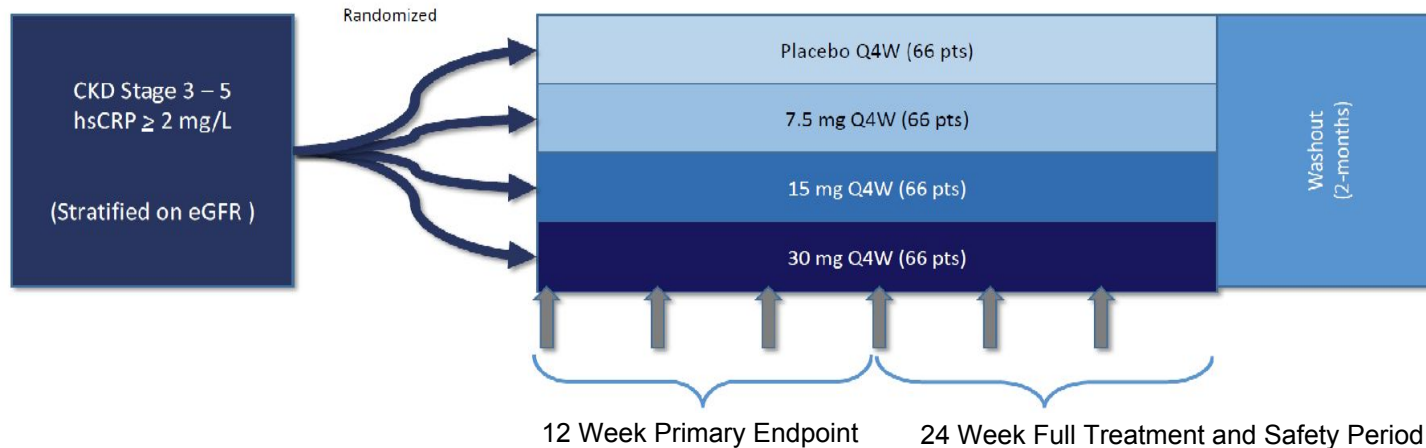 Randomized
CKD Stage 3 – 5
hsCRP ≥ 2 mg/L
(Stratified on eGFR )
Placebo Q4W (66 pts)
7.5 mg Q4W (66 pts)
15 mg Q4W (66 pts)
30 mg Q4W (66 pts)
Washout
(2-months)
12 Week Primary Endpoint
24 Week Full Treatment and Safety Period